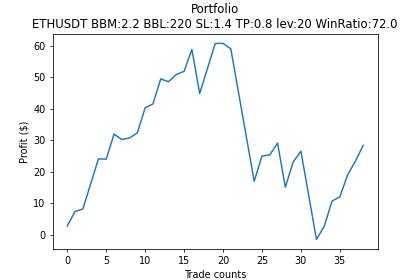 Portfolio
ETHUSDT BBM:2.2 BBL:220 SL:1.4 TP:0.8 lev:20 WinRatio:72.0
60
50
40
30
20
10
0
Profit ($)
0 5 10 15 20 25 30 35
Trade counts